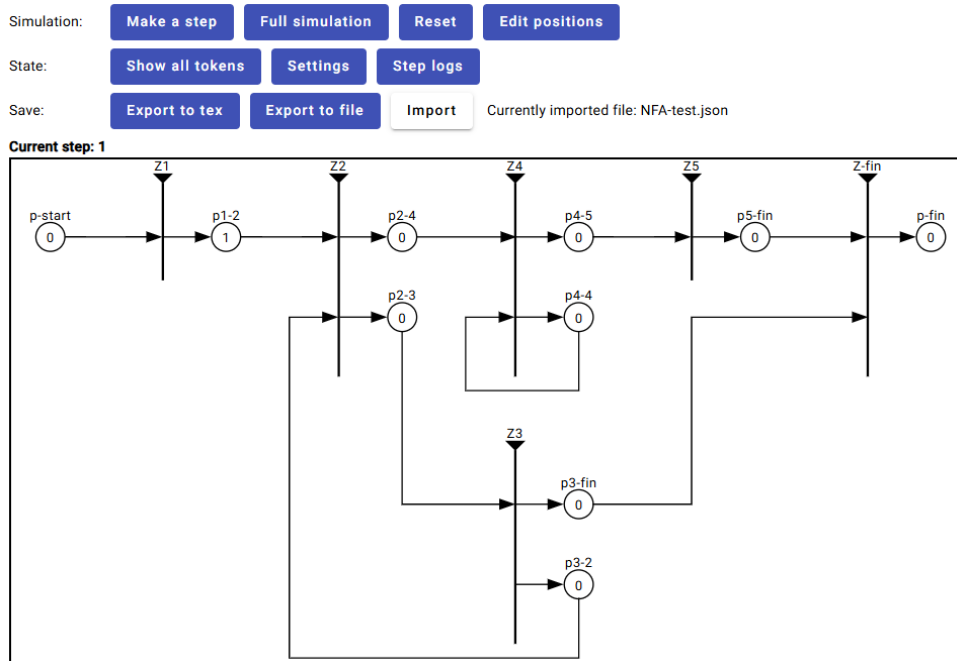 Simulation: Make a step Full simulation Reset Edit positions
State: Show all tokens Settings Step logs
Save: Export to tex Export to file Import Currently imported file: NFA-test.json
Current step: 1
Z1 Z2 Z4 Z5 Z-fin
p-start p1-2 p2-4 p4-5 p5-fin p-fin
0 1 0 0 0 0
p2-3 p4-4
0 0
Z3
p3-fin
0
p3-2
0